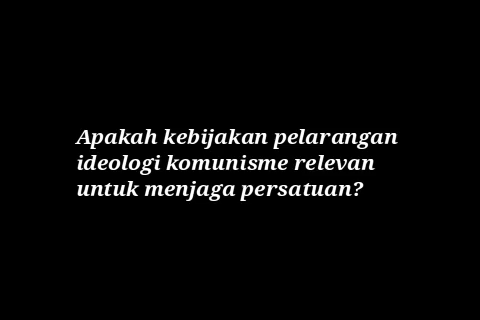 Apakah kebijakan pelarangan
ideologi komunisme relevan
untuk menjaga persatuan?